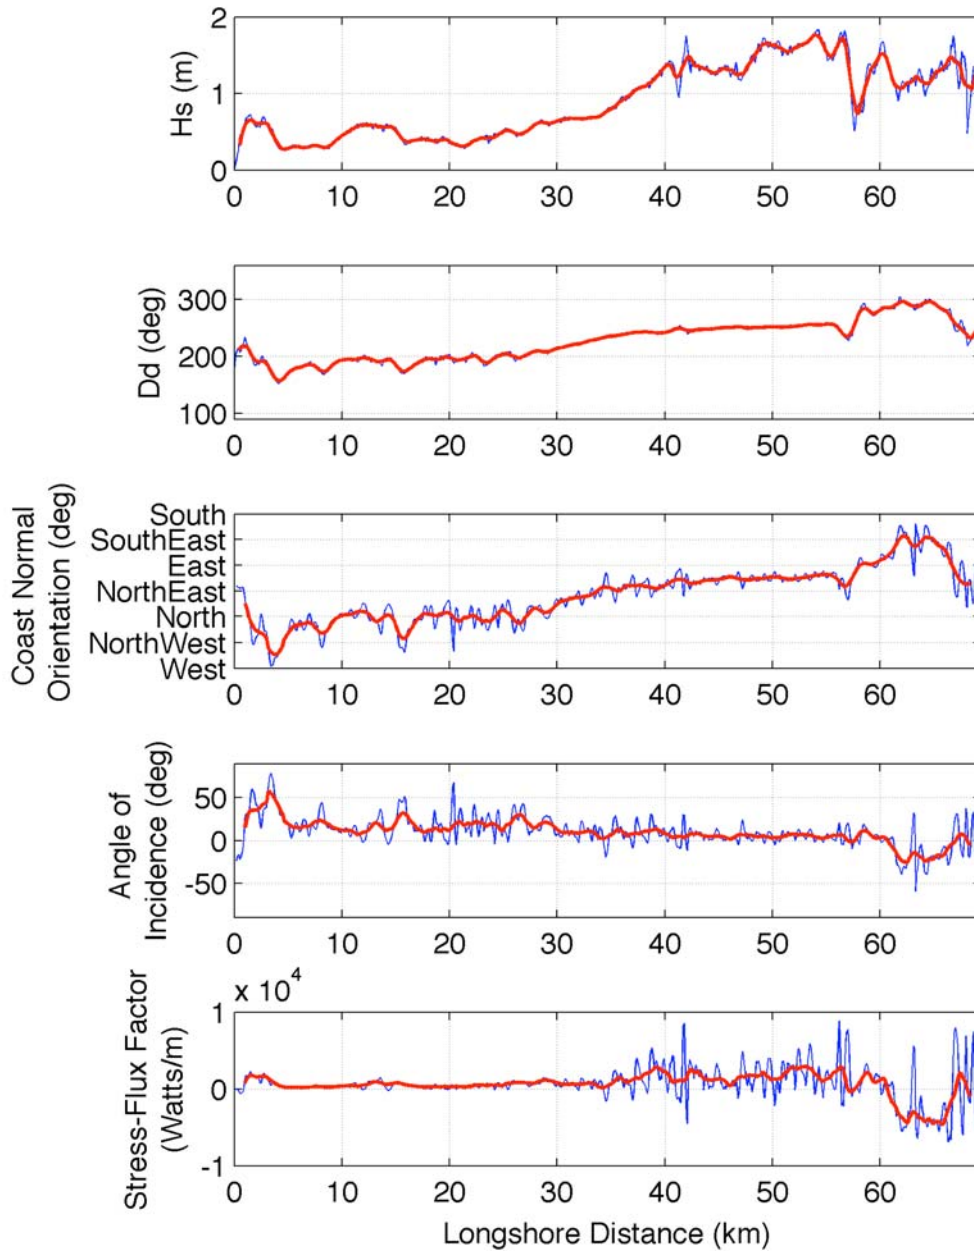 2
1
0
Hs (m)
0 10 20 30 40 50 60
300
200
100
Dd (deg)
0 10 20 30 40 50 60
Coast Normal
Orientation (deg)
South
SouthEast
East
NorthEast
North
NorthWest
West
0 10 20 30 40 50 60
50
0
-50
Angle of
Incidence (deg)
0 10 20 30 40 50 60
x 10^4
1
0
-1
Stress-Flux Factor
(Watts/m)
0 10 20 30 40 50 60
Longshore Distance (km)